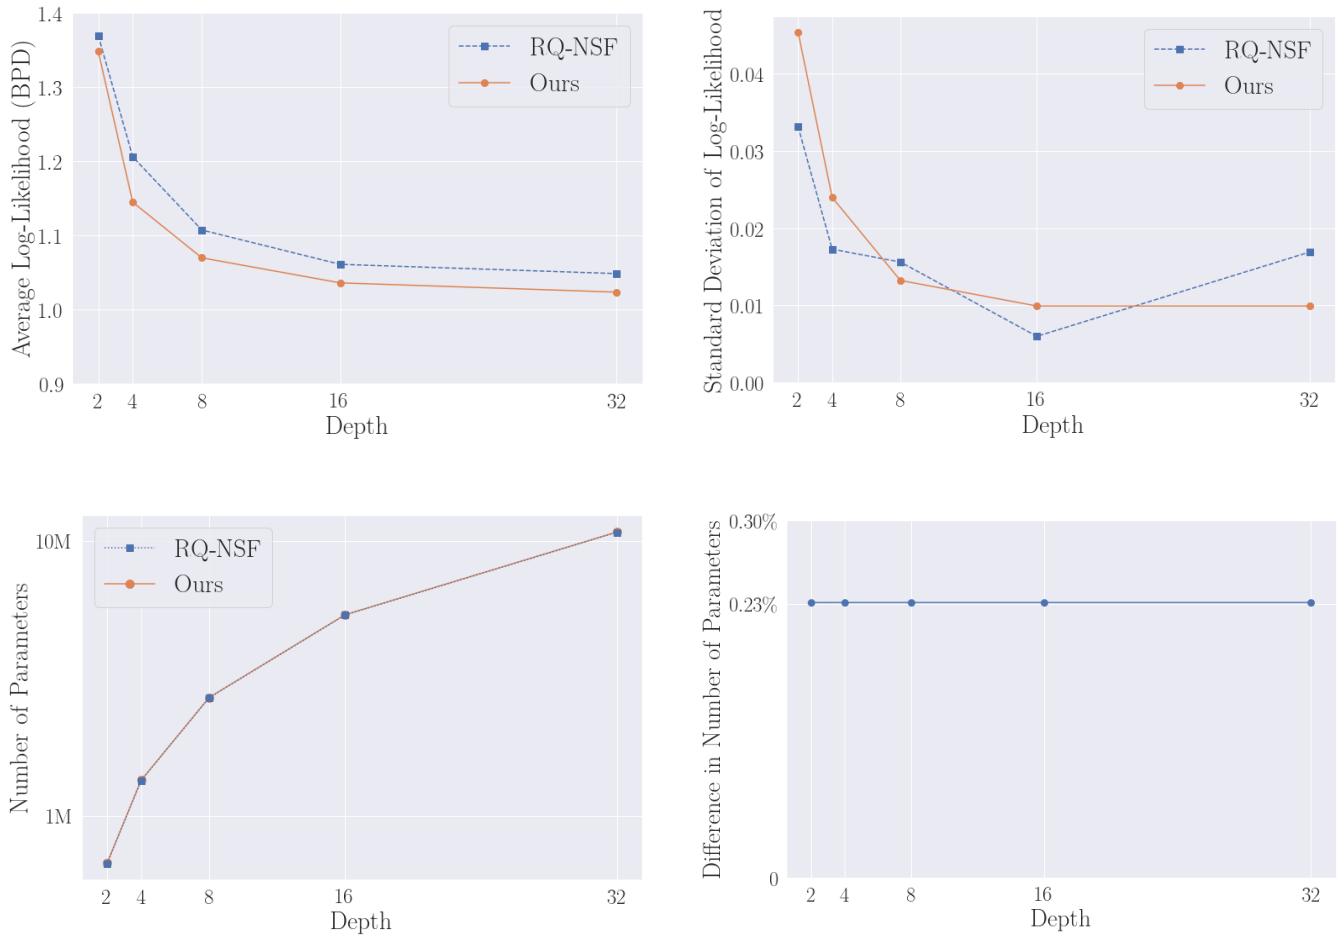 Average Log-Likelihood (BPD)
1.4
1.3
1.2
1.1
1.0
0.9
RQ-NSF
Ours
2 4 8 16 32
Depth
Standard Deviation of Log-Likelihood
0.04
0.03
0.02
0.01
0.00
RQ-NSF
Ours
2 4 8 16 32
Depth
Number of Parameters
10M
1M
RQ-NSF
Ours
2 4 8 16 32
Depth
Difference in Number of Parameters
0.30%
0.23%
0
2 4 8 16 32
Depth